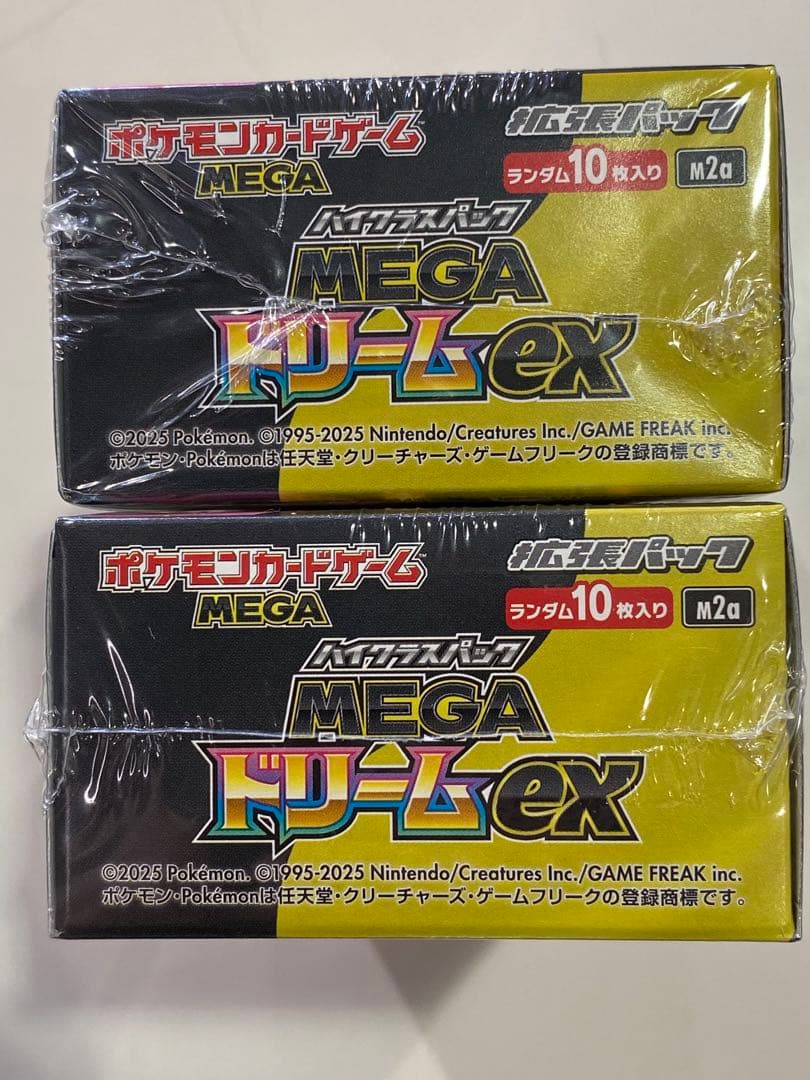 ポケモンカードゲーム
MEGA
拡張パック
ランダム10枚入り
M2a
ハイクラスパック
MEGA
ドリームex
©2025 Pokémon. ©1995-2025 Nintendo/Creatures Inc./GAME FREAK inc.
ポケモン・Pokémonは任天堂・クリーチャーズ・ゲームフリークの登録商標です。
ポケモンカードゲーム™
MEGA
拡張パック
ランダム10枚入り
M2a
ハイクラスパック
MEGA
ドリームex
©2025 Pokémon. ©1995-2025 Nintendo/Creatures Inc./GAME FREAK inc.
ポケモン・Pokémonは任天堂・クリーチャーズ・ゲームフリークの登録商標です。